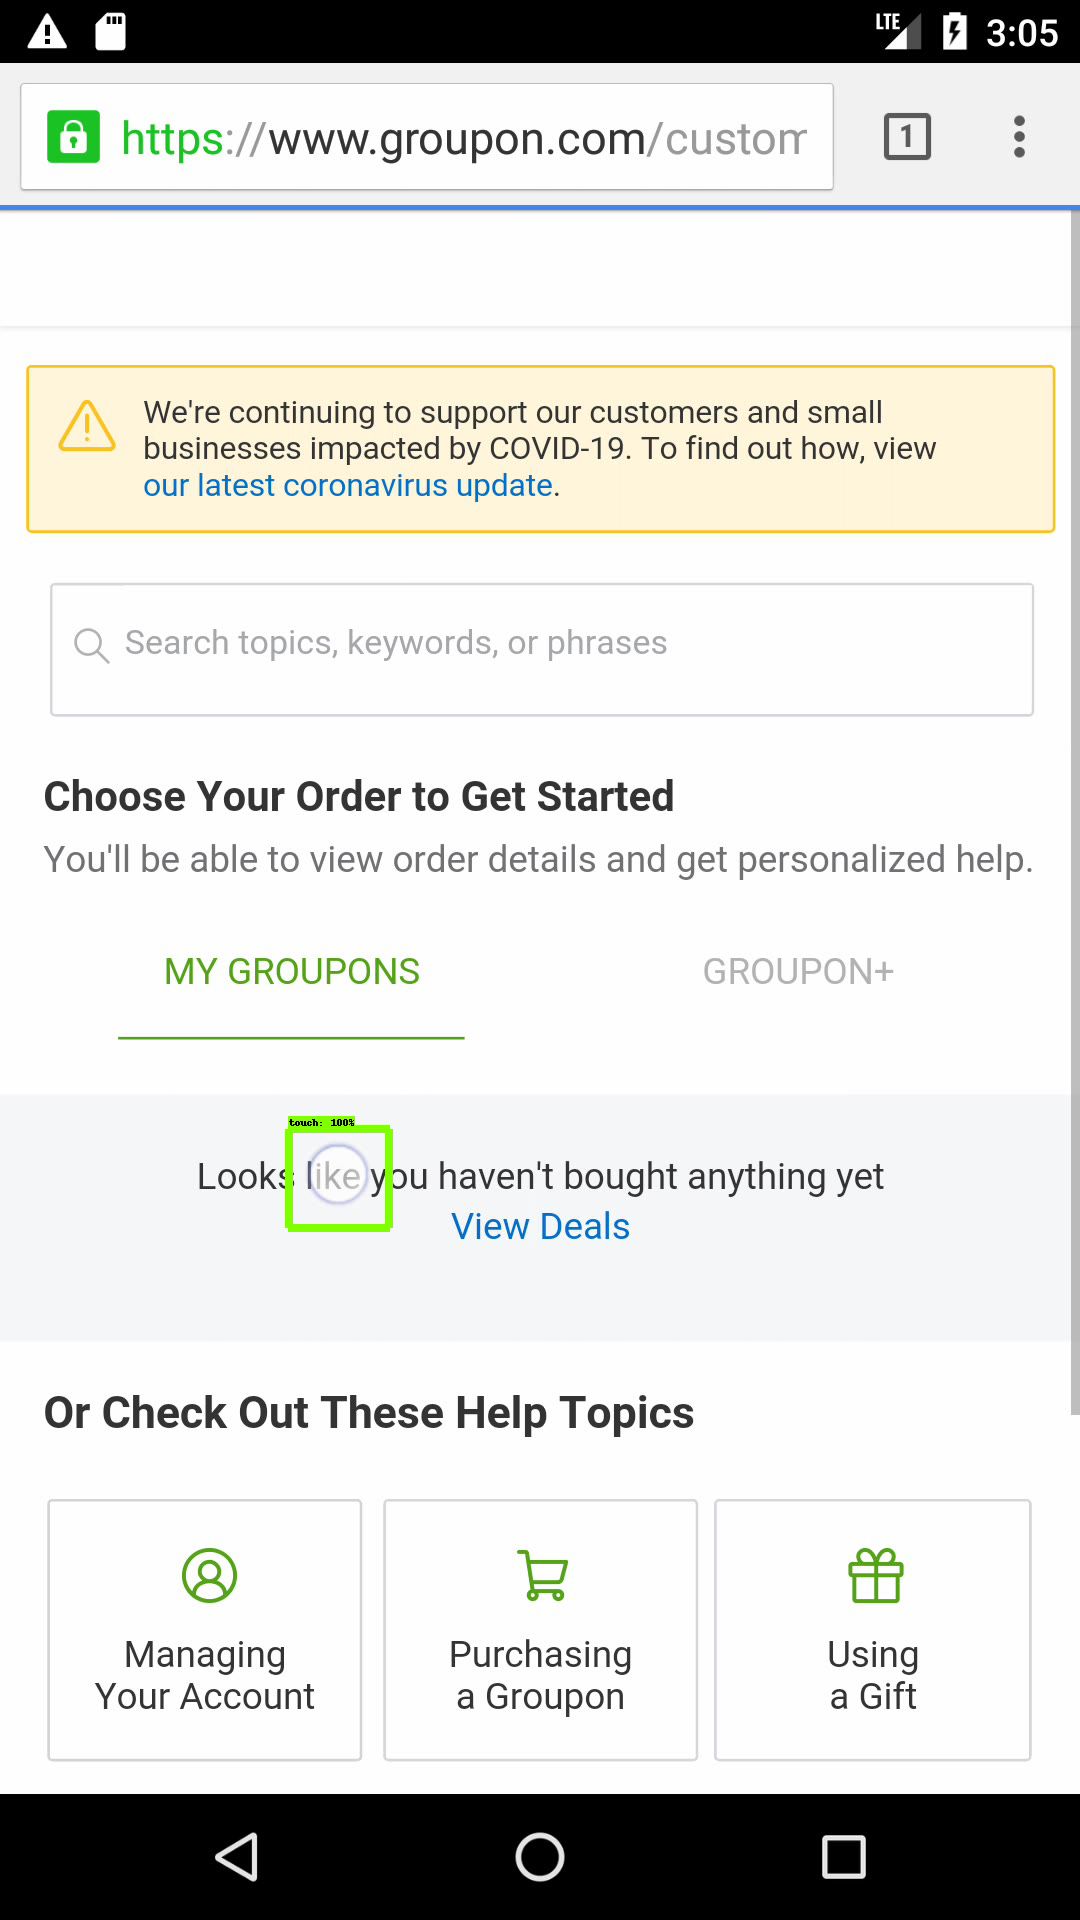 LTE 3:05
https://www.groupon.com/custom
1
We're continuing to support our customers and small
businesses impacted by COVID-19. To find out how, view
our latest coronavirus update.
Search topics, keywords, or phrases
Choose Your Order to Get Started
You'll be able to view order details and get personalized help.
MY GROUPONS GROUPON+
touch: 100%
Looks like you haven't bought anything yet
View Deals
Or Check Out These Help Topics
Managing
Your Account
Purchasing
a Groupon
Using
a Gift